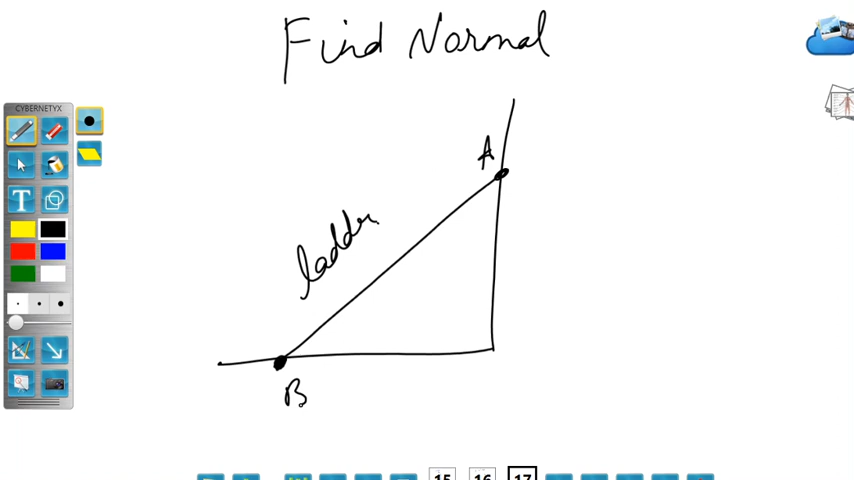 Find Normal
CYBERNETYX
A
ladder
B
15 16 17